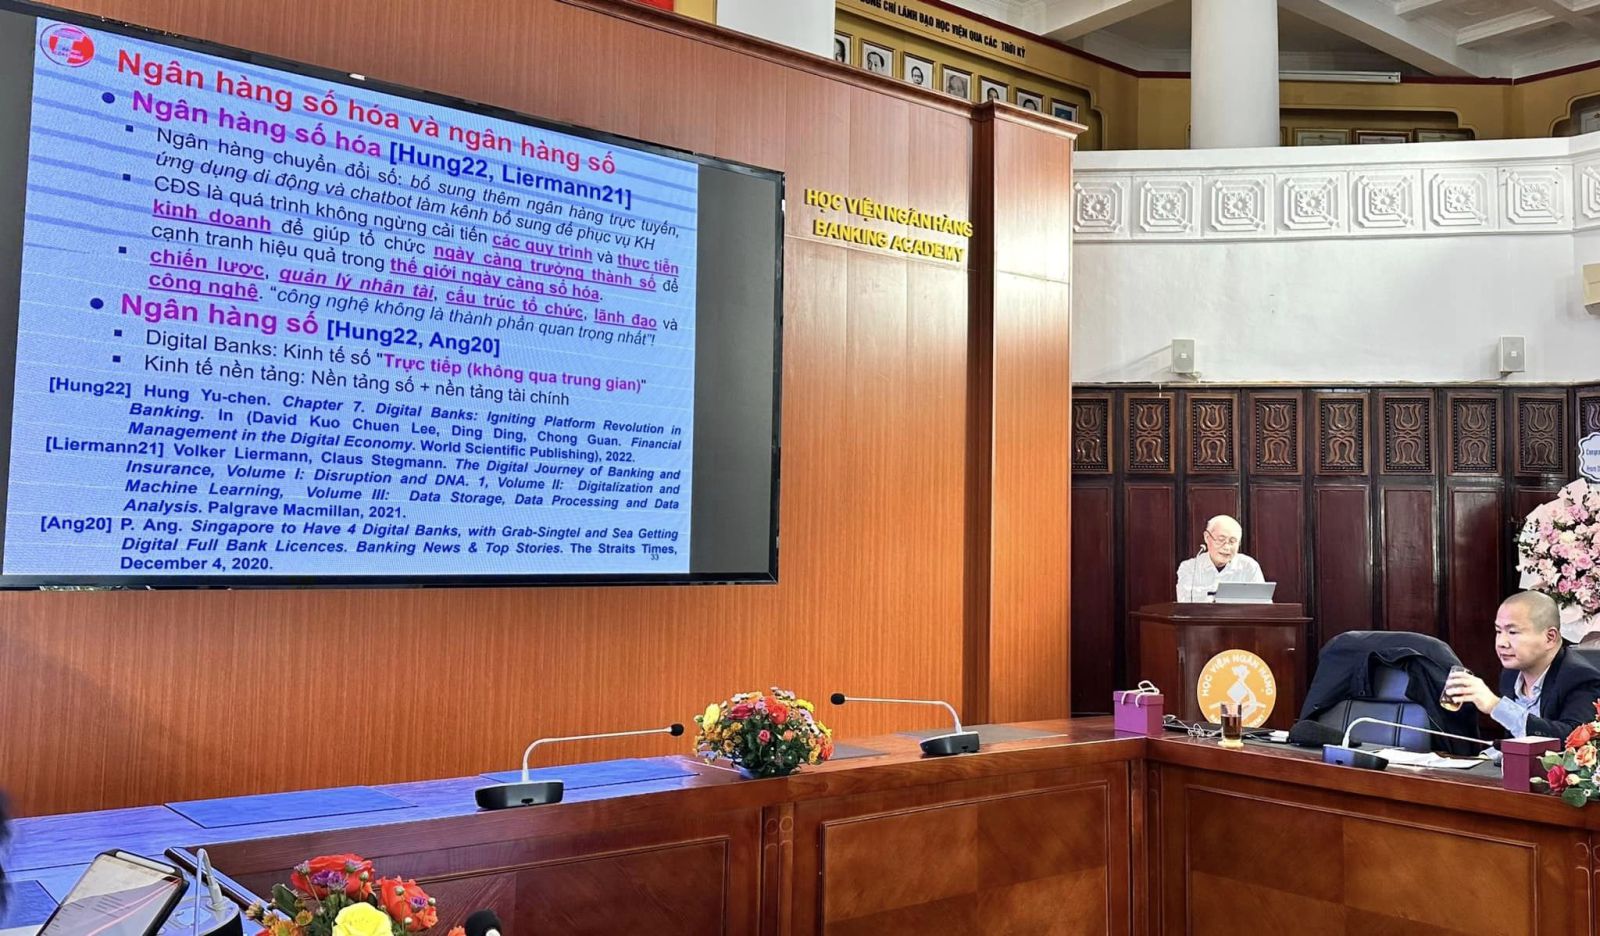 ĐỒNG CHÍ LÃNH ĐẠO HỌC VIỆN QUA CÁC THỜI KỲ
Ngân hàng số hóa và ngân hàng số
• Ngân hàng số hóa [Hung22, Liermann21]
▪ Ngân hàng chuyển đổi số: bổ sung thêm ngân hàng trực tuyến,
ứng dụng di động và chatbot làm kênh bổ sung để phục vụ KH
▪ CĐS là quá trình không ngừng cải tiến các quy trình và thực tiễn
kinh doanh để giúp tổ chức ngày càng trưởng thành số để
cạnh tranh hiệu quả trong thế giới ngày càng số hóa.
▪ chiến lược, quản lý nhân tài, cấu trúc tổ chức, lãnh đạo và
công nghệ. “công nghệ không là thành phần quan trọng nhất”!
• Ngân hàng số [Hung22, Ang20]
▪ Digital Banks: Kinh tế số "Trực tiếp (không qua trung gian)"
▪ Kinh tế nền tảng: Nền tảng số + nền tảng tài chính
[Hung22] Hung Yu-chen. Chapter 7. Digital Banks: Igniting Platform Revolution in
Banking. In (David Kuo Chuen Lee, Ding Ding, Chong Guan. Financial
Management in the Digital Economy. World Scientific Publishing), 2022.
[Liermann21] Volker Liermann, Claus Stegmann. The Digital Journey of Banking and
Insurance, Volume I: Disruption and DNA. 1, Volume II: Digitalization and
Machine Learning, Volume III: Data Storage, Data Processing and Data
Analysis. Palgrave Macmillan, 2021.
[Ang20] P. Ang. Singapore to Have 4 Digital Banks, with Grab-Singtel and Sea Getting
Digital Full Bank Licences. Banking News & Top Stories. The Straits Times,
December 4, 2020.
33
HỌC VIỆN NGÂN HÀNG
BANKING ACADEMY
HỌC VIỆN NGÂN HÀNG